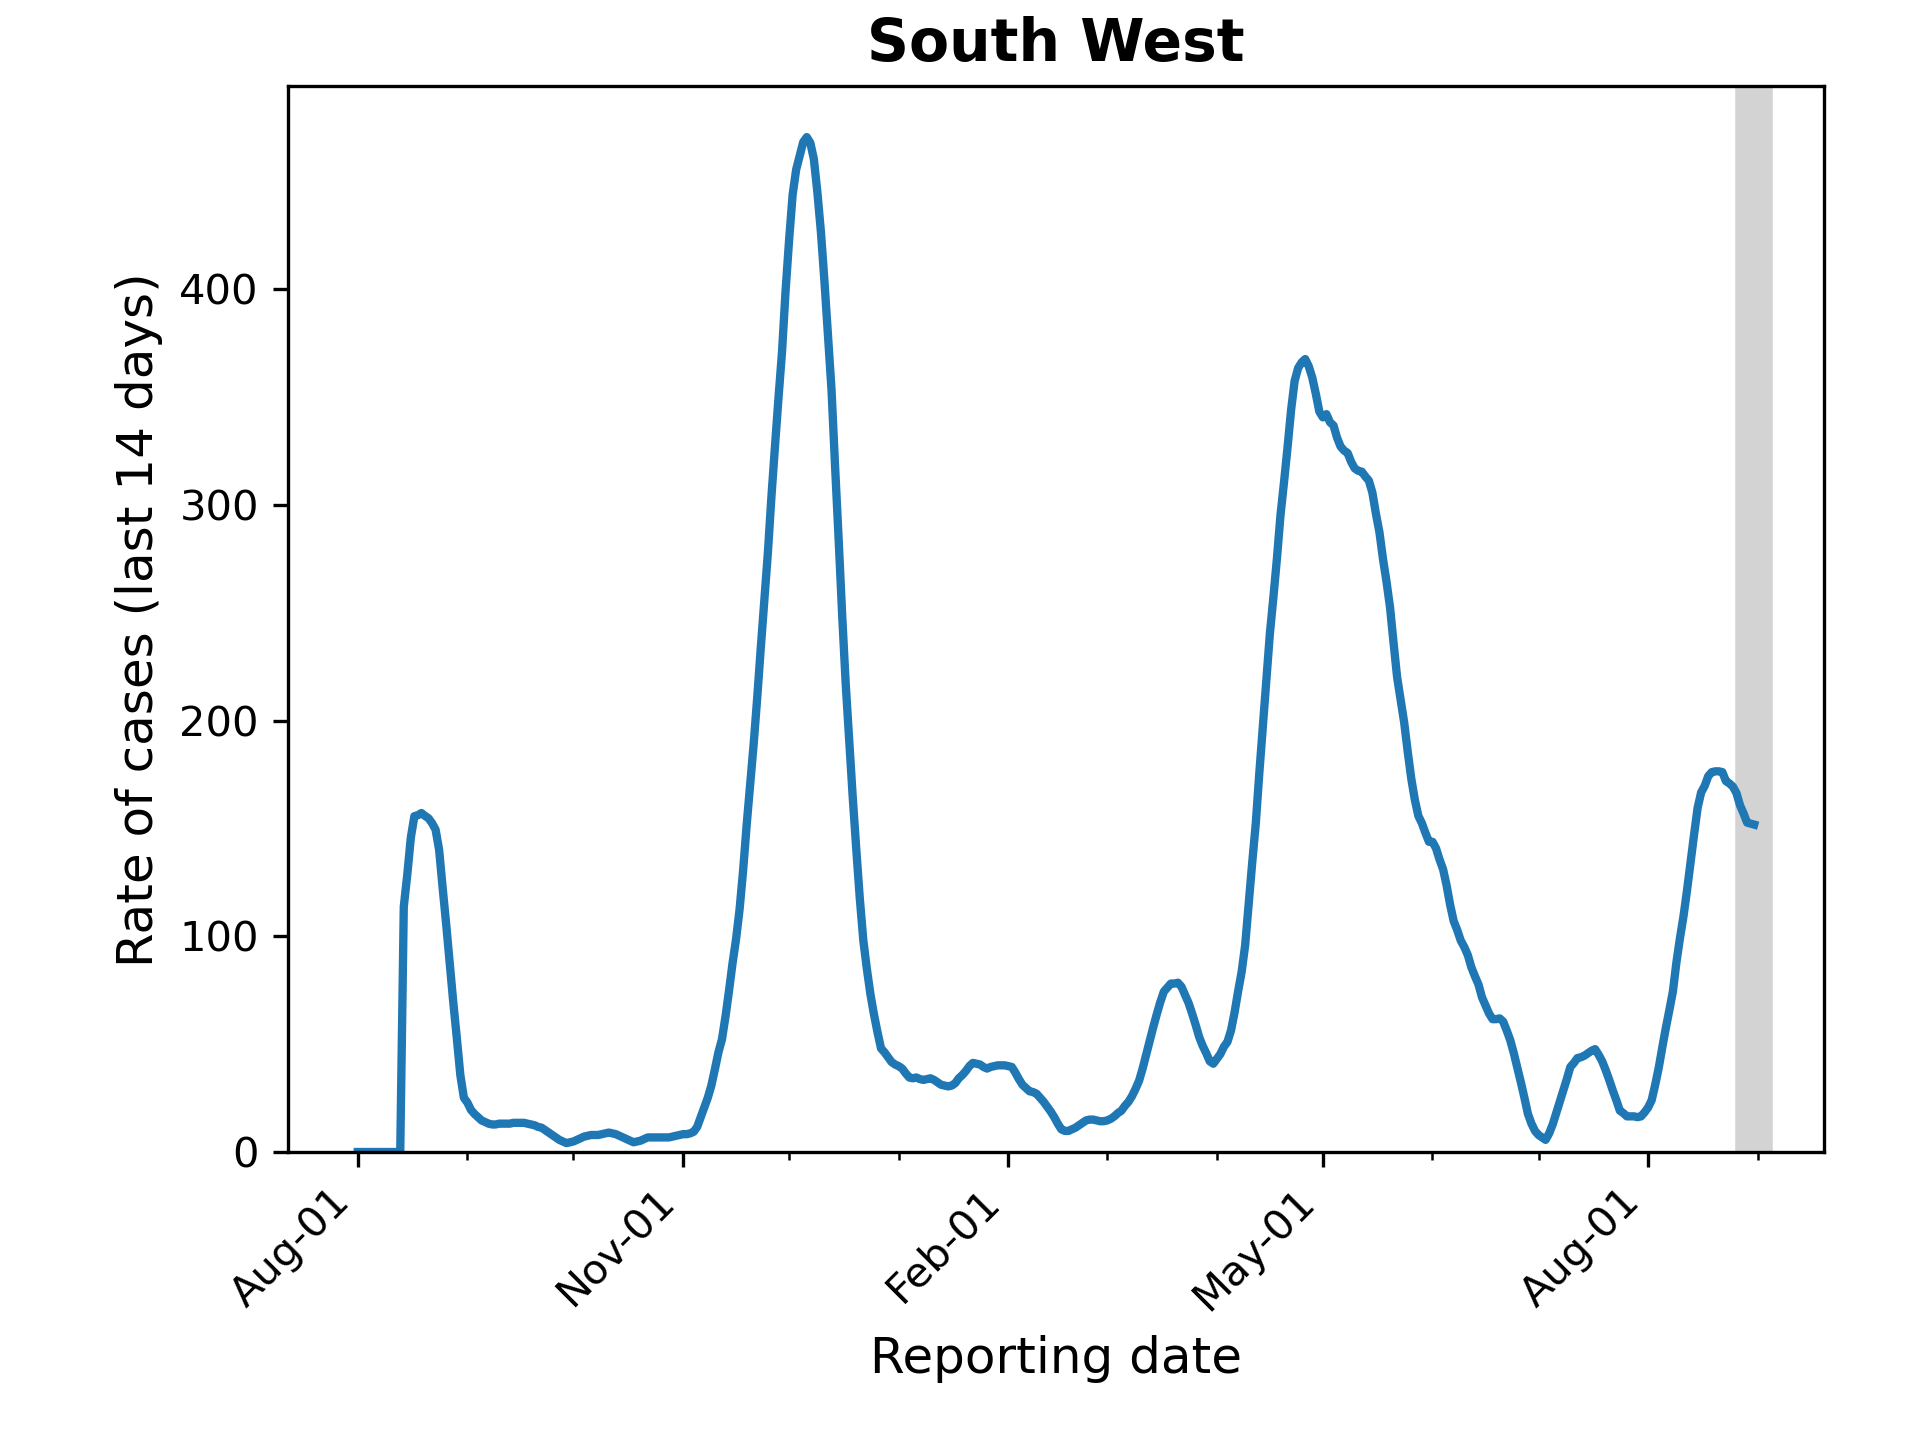 South West
Rate of cases (last 14 days)
400
300
200
100
0
Aug-01
Nov-01
Feb-01
May-01
Aug-01
Reporting date